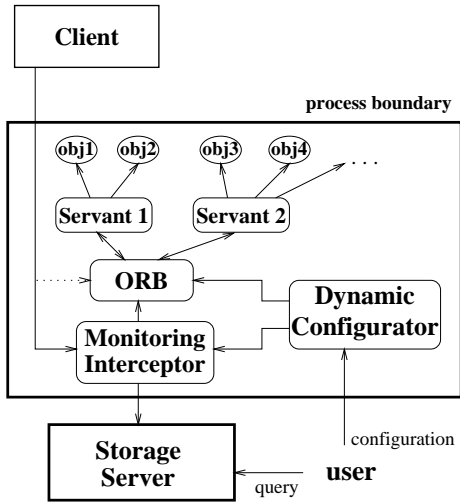 Client
process boundary
obj1 obj2 obj3 obj4
. . .
Servant 1 Servant 2
ORB
Dynamic
Configurator
Monitoring
Interceptor
configuration
Storage
Server
user
query